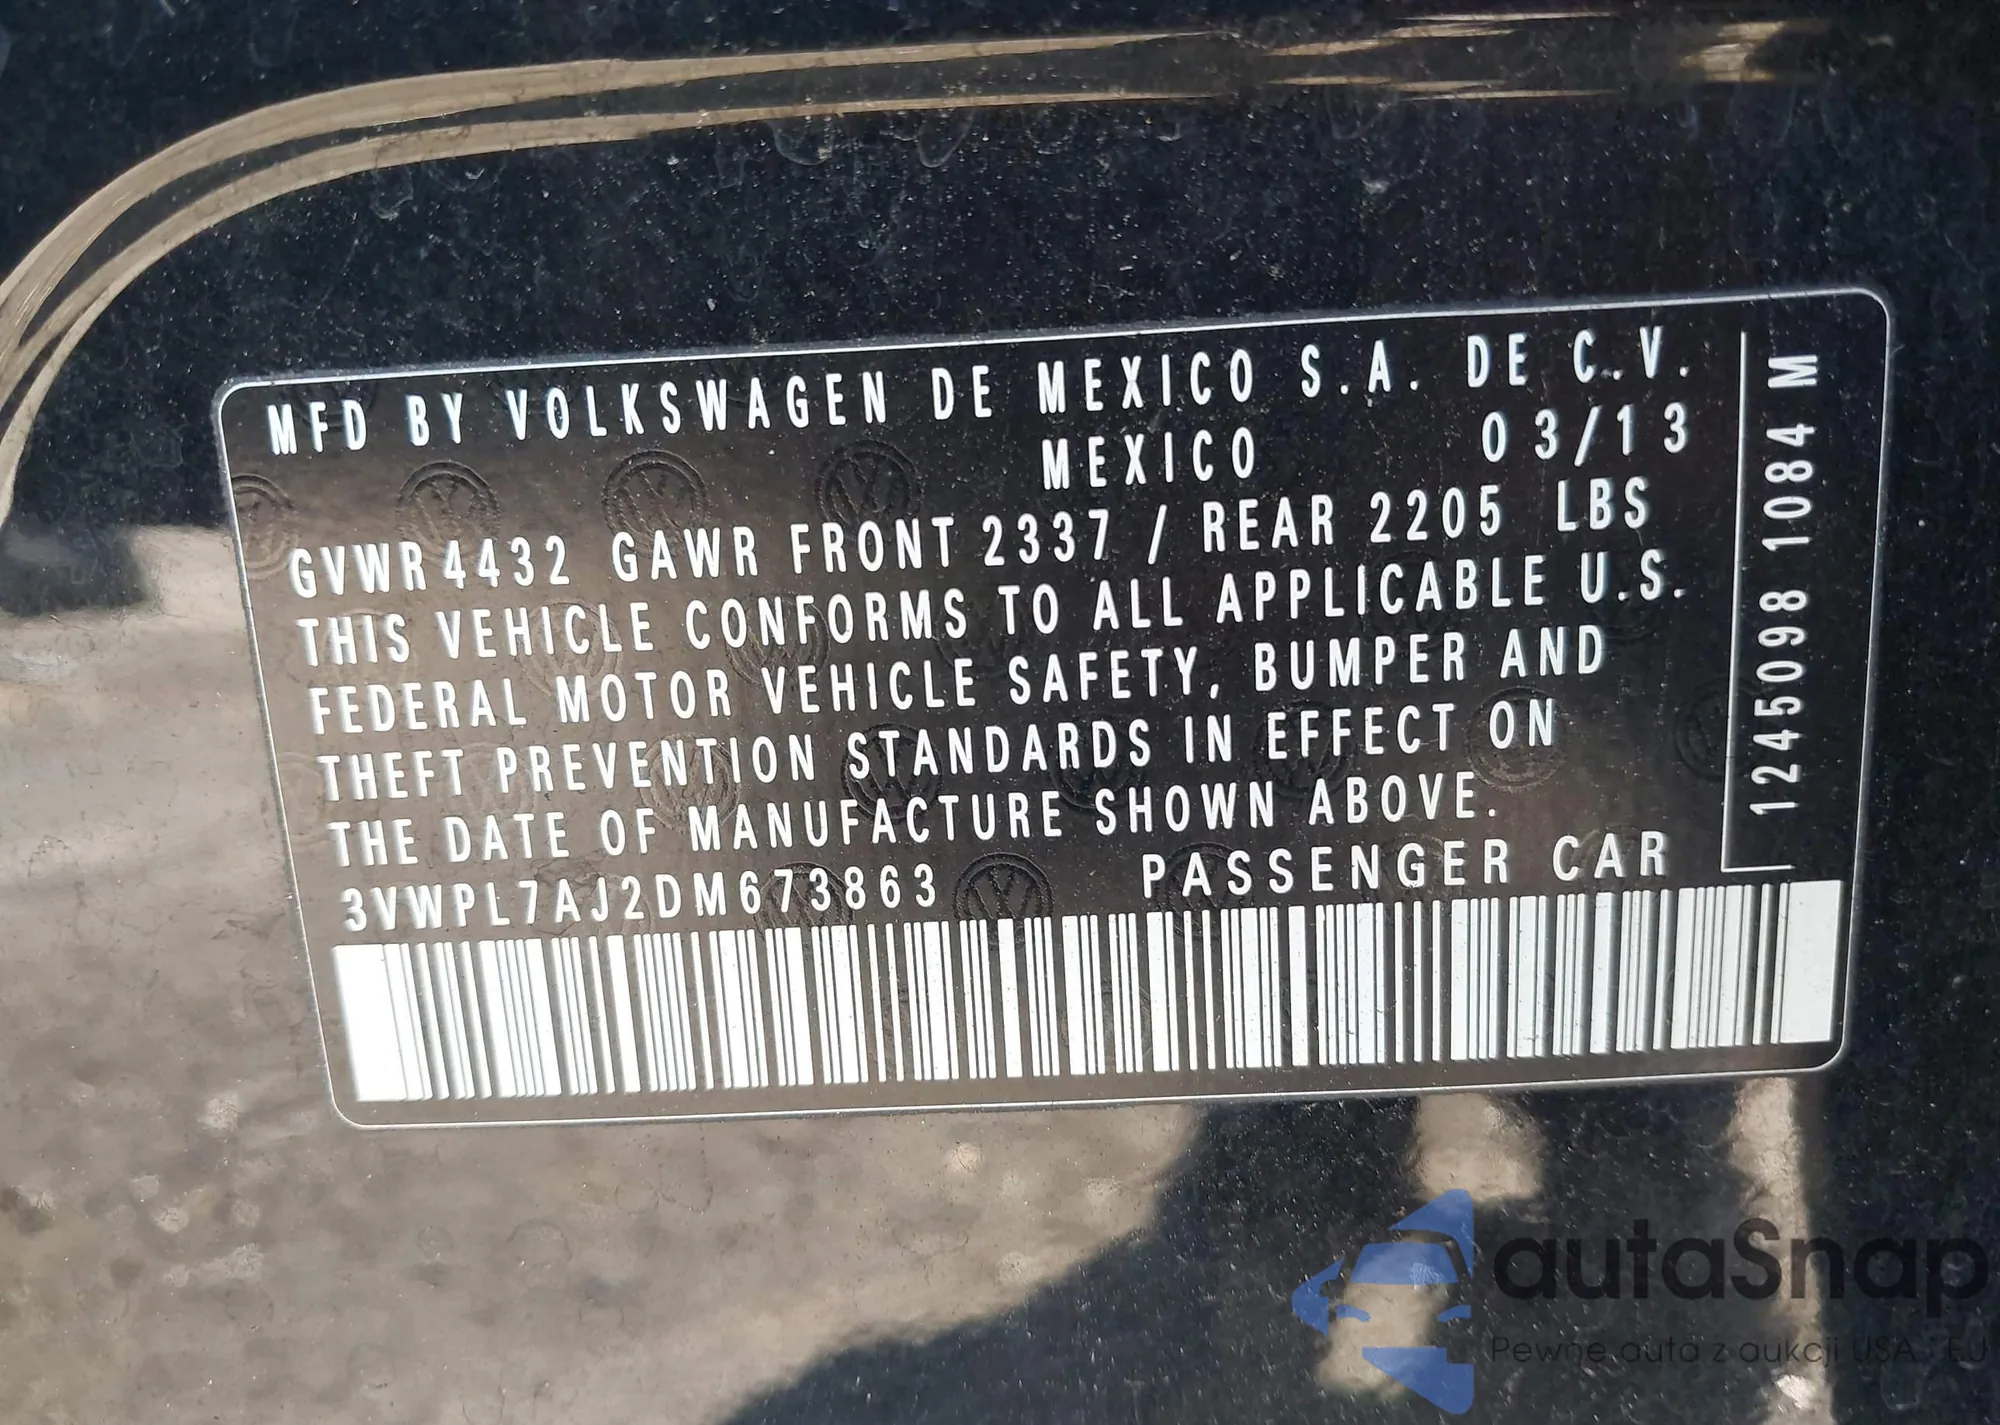 MFD BY VOLKSWAGEN DE MEXICO S.A. DE C.V.
MEXICO 03/13
GVWR 4432 GAWR FRONT 2337 / REAR 2205 LBS
THIS VEHICLE CONFORMS TO ALL APPLICABLE U.S.
FEDERAL MOTOR VEHICLE SAFETY, BUMPER AND
THEFT PREVENTION STANDARDS IN EFFECT ON
THE DATE OF MANUFACTURE SHOWN ABOVE.
3VWPL7AJ2DM673863 PASSENGER CAR
1245098 1084 M
autaSnap
Pewne auta z aukcji USA i EU